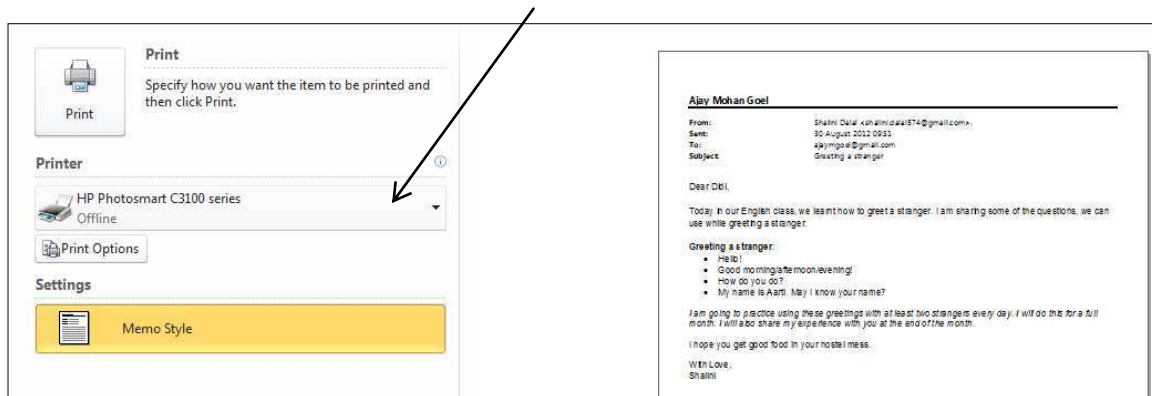 Print
Print
Specify how you want the item to be printed and
then click Print.
Printer
HP Photosmart C3100 series
Offline
Print Options
Settings
Memo Style
Ajay Mohan Goel
From: Shalini Dalal <shalini.dalal574@gmail.com>
Sent: 30 August 2012 09:31
To: ajaymgoel@gmail.com
Subject: Greeting a stranger
Dear Didi,
Today in our English class, we learnt how to greet a stranger. I am sharing some of the questions, we can
use while greeting a stranger.
Greeting a stranger:
• Hello!
• Good morning/afternoon/evening!
• How do you do?
• My name is Aarti. May I know your name?
I am going to practice using these greetings with at least two strangers every day. I will do this for a full
month. I will also share my experience with you at the end of the month.
I hope you get good food in your hostel mess.
With Love,
Shalini